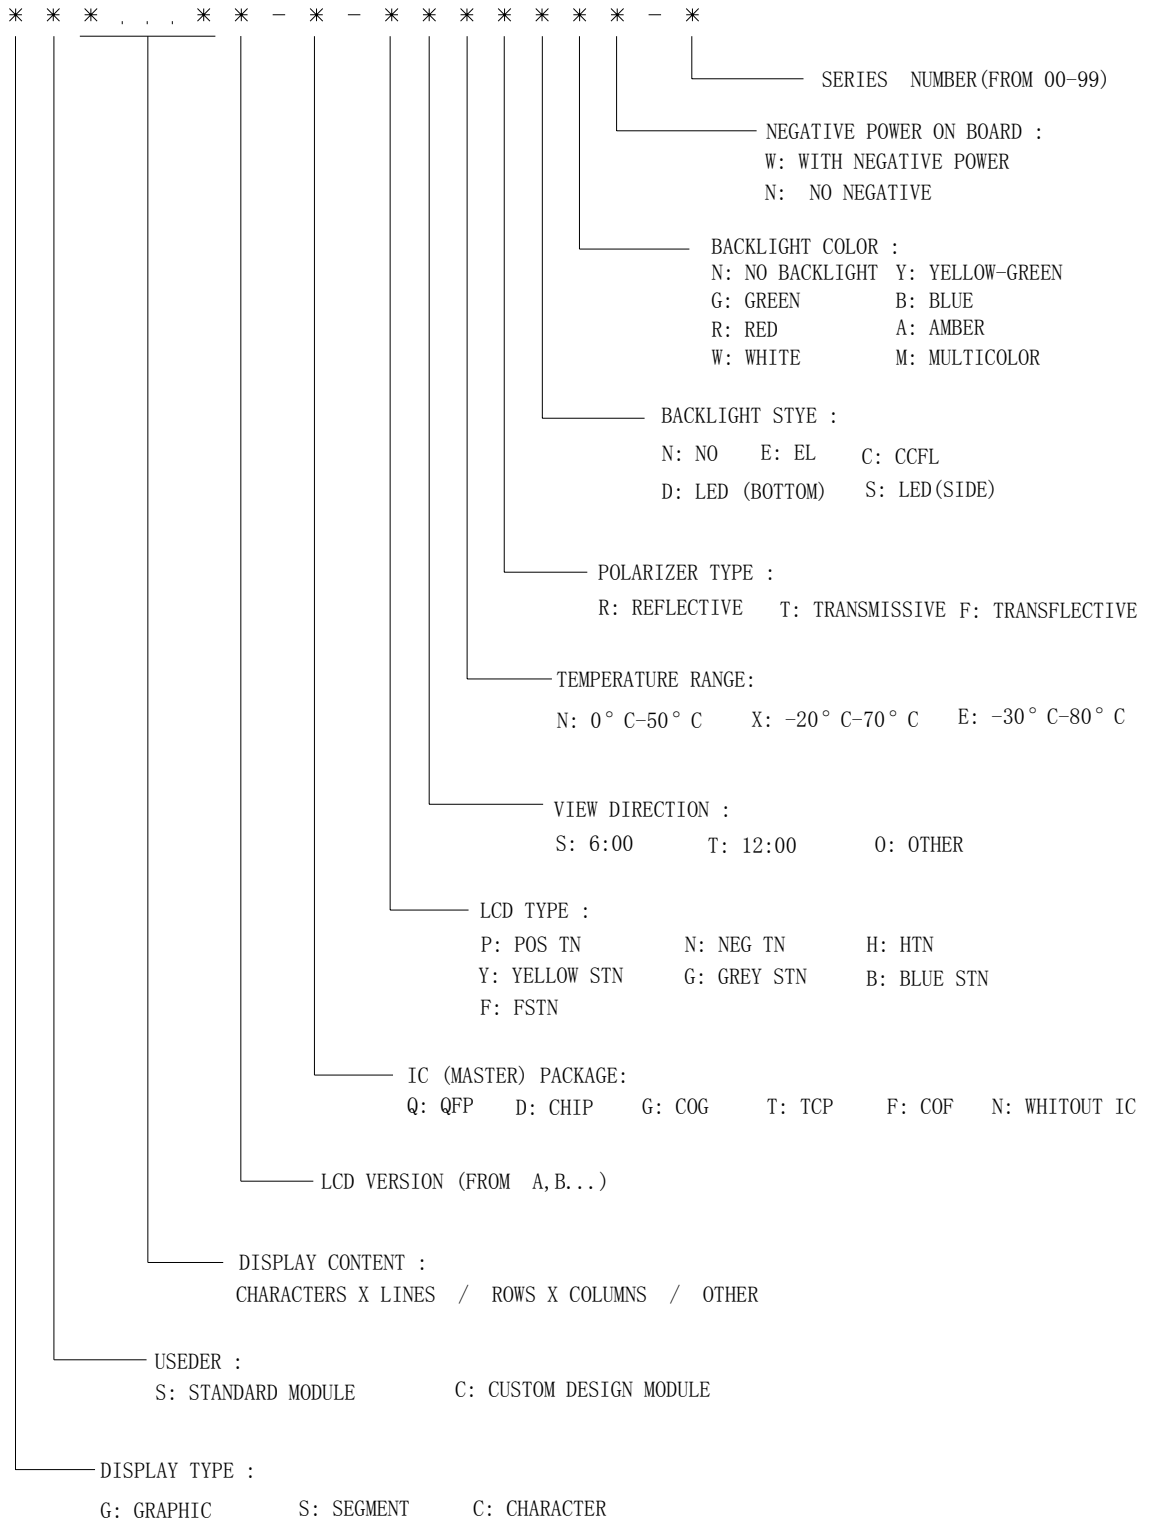 * * * . . . * * - * - * * * * * * * - *
SERIES NUMBER(FROM 00-99)
NEGATIVE POWER ON BOARD :
W: WITH NEGATIVE POWER
N: NO NEGATIVE
BACKLIGHT COLOR :
N: NO BACKLIGHT Y: YELLOW-GREEN
G: GREEN B: BLUE
R: RED A: AMBER
W: WHITE M: MULTICOLOR
BACKLIGHT STYE :
N: NO E: EL C: CCFL
D: LED (BOTTOM) S: LED(SIDE)
POLARIZER TYPE :
R: REFLECTIVE T: TRANSMISSIVE F: TRANSFLECTIVE
TEMPERATURE RANGE:
N: 0° C-50° C X: -20° C-70° C E: -30° C-80° C
VIEW DIRECTION :
S: 6:00 T: 12:00 O: OTHER
LCD TYPE :
P: POS TN N: NEG TN H: HTN
Y: YELLOW STN G: GREY STN B: BLUE STN
F: FSTN
IC (MASTER) PACKAGE:
Q: QFP D: CHIP G: COG T: TCP F: COF N: WHITOUT IC
LCD VERSION (FROM A,B...)
DISPLAY CONTENT :
CHARACTERS X LINES / ROWS X COLUMNS / OTHER
USEDER :
S: STANDARD MODULE C: CUSTOM DESIGN MODULE
DISPLAY TYPE :
G: GRAPHIC S: SEGMENT C: CHARACTER